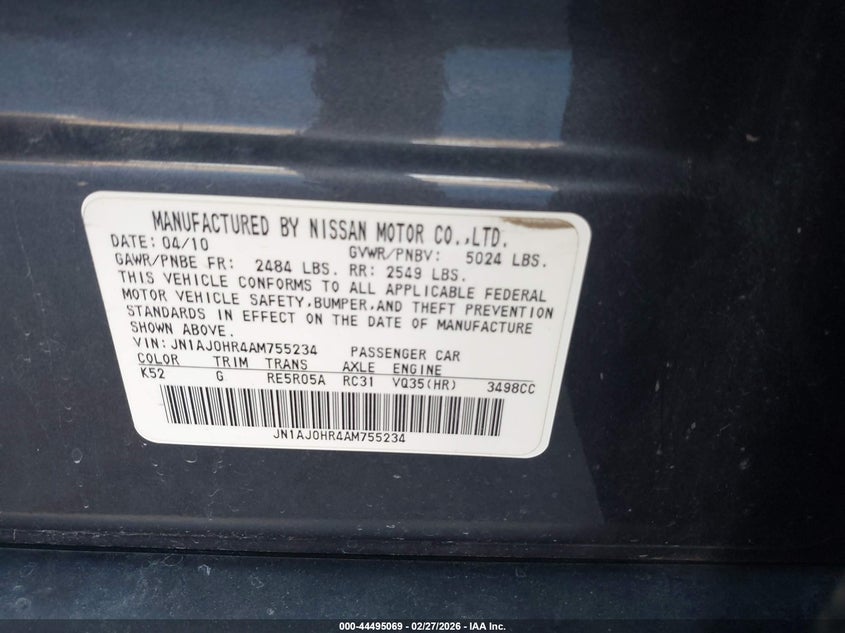 MANUFACTURED BY NISSAN MOTOR CO.,LTD.
DATE: 04/10 GVWR/PNBV: 5024 LBS.
GAWR/PNBE FR: 2484 LBS. RR: 2549 LBS.
THIS VEHICLE CONFORMS TO ALL APPLICABLE FEDERAL
MOTOR VEHICLE SAFETY,BUMPER,AND THEFT PREVENTION
STANDARDS IN EFFECT ON THE DATE OF MANUFACTURE
SHOWN ABOVE.
VIN: JN1AJ0HR4AM755234 PASSENGER CAR
COLOR TRIM TRANS AXLE ENGINE
K52 G RE5R05A RC31 VQ35(HR) 3498CC
JN1AJ0HR4AM755234
000-44495069 | 02/27/2026 | IAA Inc.